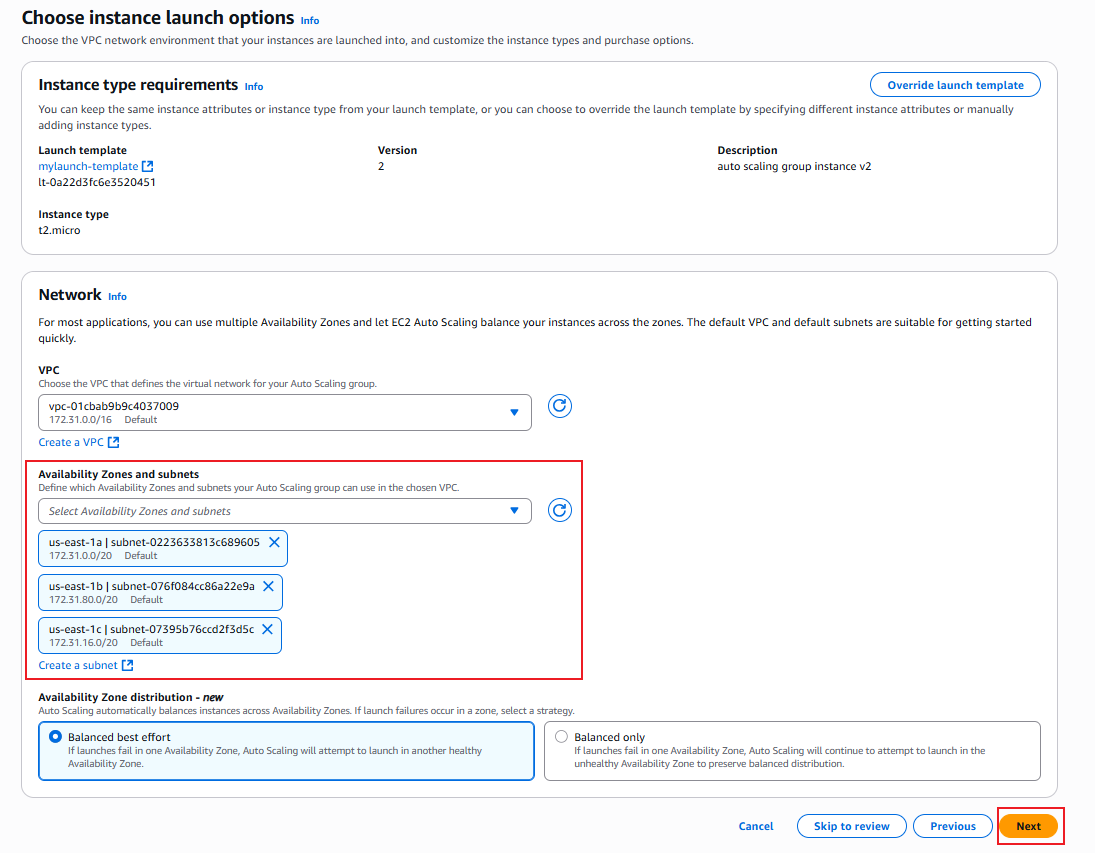 Choose instance launch options Info
Choose the VPC network environment that your instances are launched into, and customize the instance types and purchase options.
Instance type requirements Info
Override launch template
You can keep the same instance attributes or instance type from your launch template, or you can choose to override the launch template by specifying different instance attributes or manually
adding instance types.
Launch template
Version
Description
mylaunch-template
2
auto scaling group instance v2
lt-0a22d3fc6e3520451
Instance type
t2.micro
Network Info
For most applications, you can use multiple Availability Zones and let EC2 Auto Scaling balance your instances across the zones. The default VPC and default subnets are suitable for getting started
quickly.
VPC
Choose the VPC that defines the virtual network for your Auto Scaling group.
vpc-01cbab9b9c4037009
172.31.0.0/16 Default
Create a VPC
Availability Zones and subnets
Define which Availability Zones and subnets your Auto Scaling group can use in the chosen VPC.
Select Availability Zones and subnets
us-east-1a | subnet-0223633813c689605
172.31.0.0/20 Default
us-east-1b | subnet-076f084cc86a22e9a
172.31.80.0/20 Default
us-east-1c | subnet-07395b76ccd2f3d5c
172.31.16.0/20 Default
Create a subnet
Availability Zone distribution - new
Auto Scaling automatically balances instances across Availability Zones. If launch failures occur in a zone, select a strategy.
Balanced best effort
If launches fail in one Availability Zone, Auto Scaling will attempt to launch in another healthy
Availability Zone.
Balanced only
If launches fail in one Availability Zone, Auto Scaling will continue to attempt to launch in the
unhealthy Availability Zone to preserve balanced distribution.
Cancel
Skip to review
Previous
Next